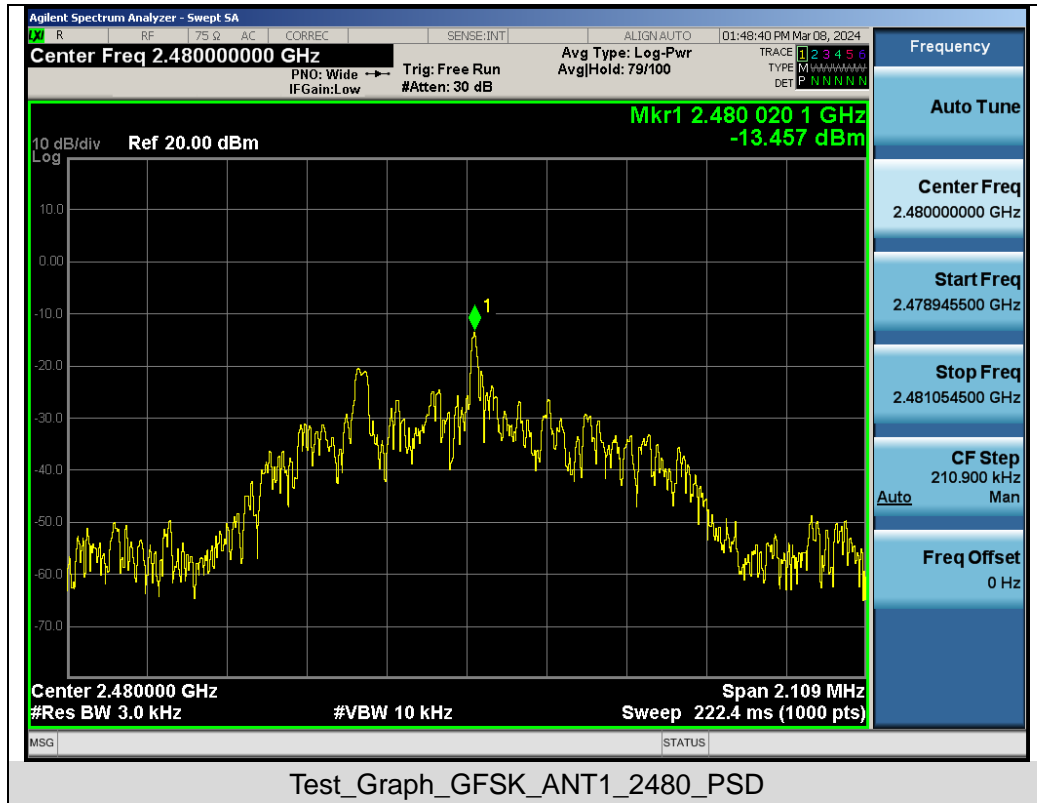 Agilent Spectrum Analyzer - Swept SA
LXI R RF 75 Ω AC CORREC SENSE:INT ALIGN AUTO 01:48:40 PM Mar 08, 2024
Center Freq 2.480000000 GHz
PNO: Wide
IFGain:Low
Trig: Free Run
#Atten: 30 dB
Avg Type: Log-Pwr
Avg|Hold: 79/100
TRACE 1 2 3 4 5 6
TYPE M WWWWW
DET P N N N N N
Mkr1 2.480 020 1 GHz
-13.457 dBm
10 dB/div Ref 20.00 dBm
Log
10.0
0.00
-10.0
-20.0
-30.0
-40.0
-50.0
-60.0
-70.0
1
Center 2.480000 GHz Span 2.109 MHz
#Res BW 3.0 kHz #VBW 10 kHz Sweep 222.4 ms (1000 pts)
MSG STATUS
Frequency
Auto Tune
Center Freq
2.480000000 GHz
Start Freq
2.478945500 GHz
Stop Freq
2.481054500 GHz
CF Step
210.900 kHz
Auto Man
Freq Offset
0 Hz
Test_Graph_GFSK_ANT1_2480_PSD